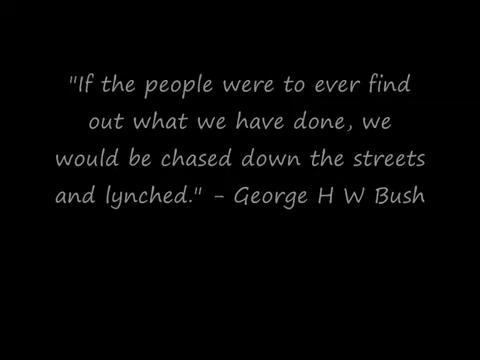 "If the people were to ever find
out what we have done, we
would be chased down the streets
and lynched." - George H W Bush